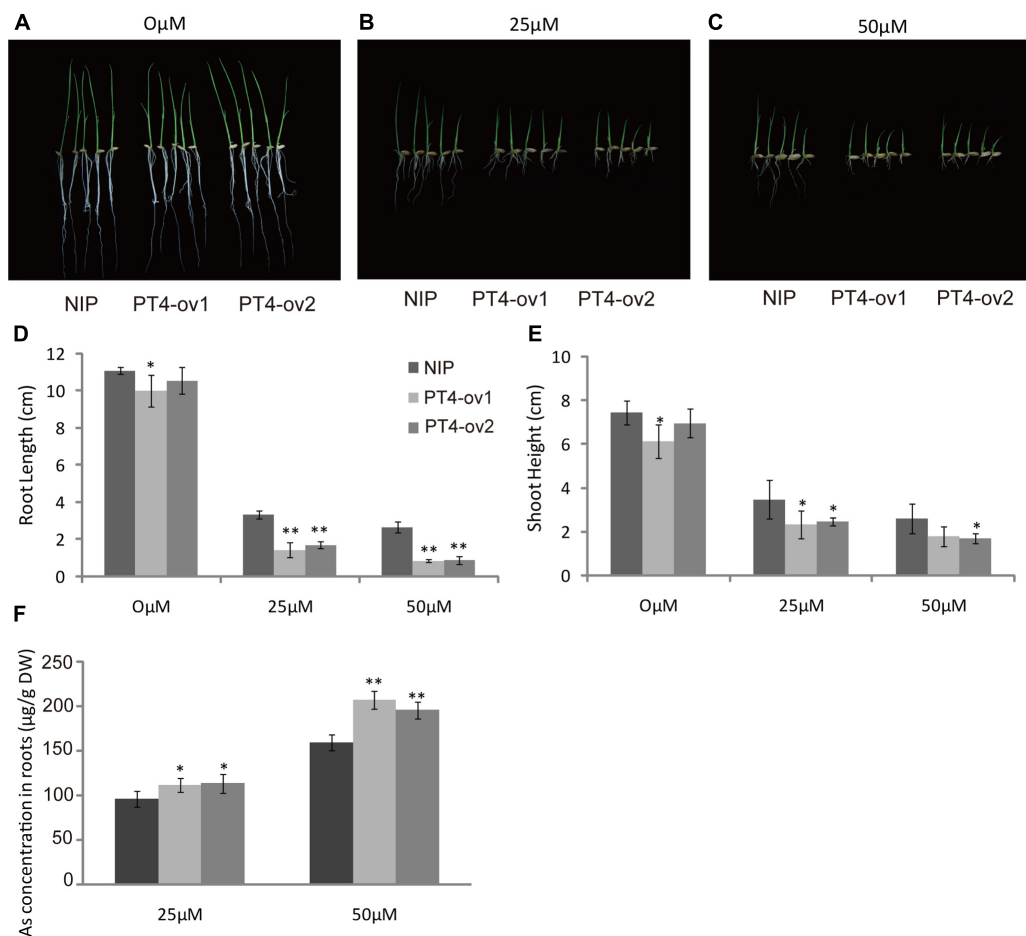 A 0µM
B 25µM
C 50µM
NIP PT4-ov1 PT4-ov2
NIP PT4-ov1 PT4-ov2
NIP PT4-ov1 PT4-ov2
D
Root Length (cm)
12
10
8
6
4
2
0
*
** **
** **
NIP
PT4-ov1
PT4-ov2
0µM 25µM 50µM
E
Shoot Height (cm)
10
8
6
4
2
0
*
* *
*
0µM 25µM 50µM
F
As concentration in roots (µg/g DW)
250
200
150
100
50
0
* *
** **
25µM 50µM